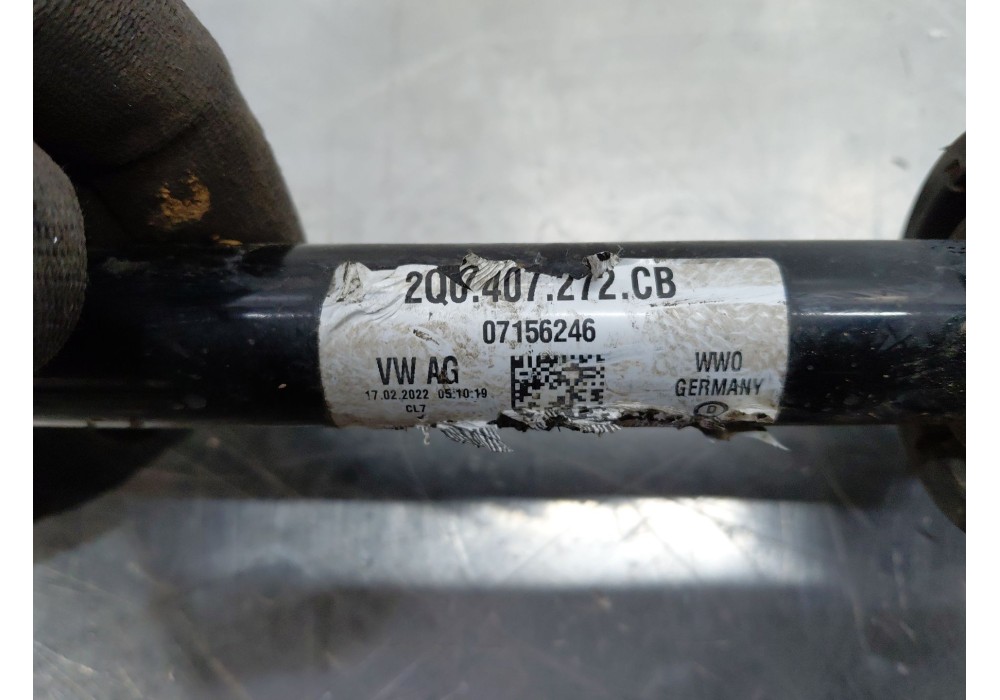 2Q0.407.272.CB
07156246
VW AG
17.02.2022 05:10:19
CL7
WWO
GERMANY
D